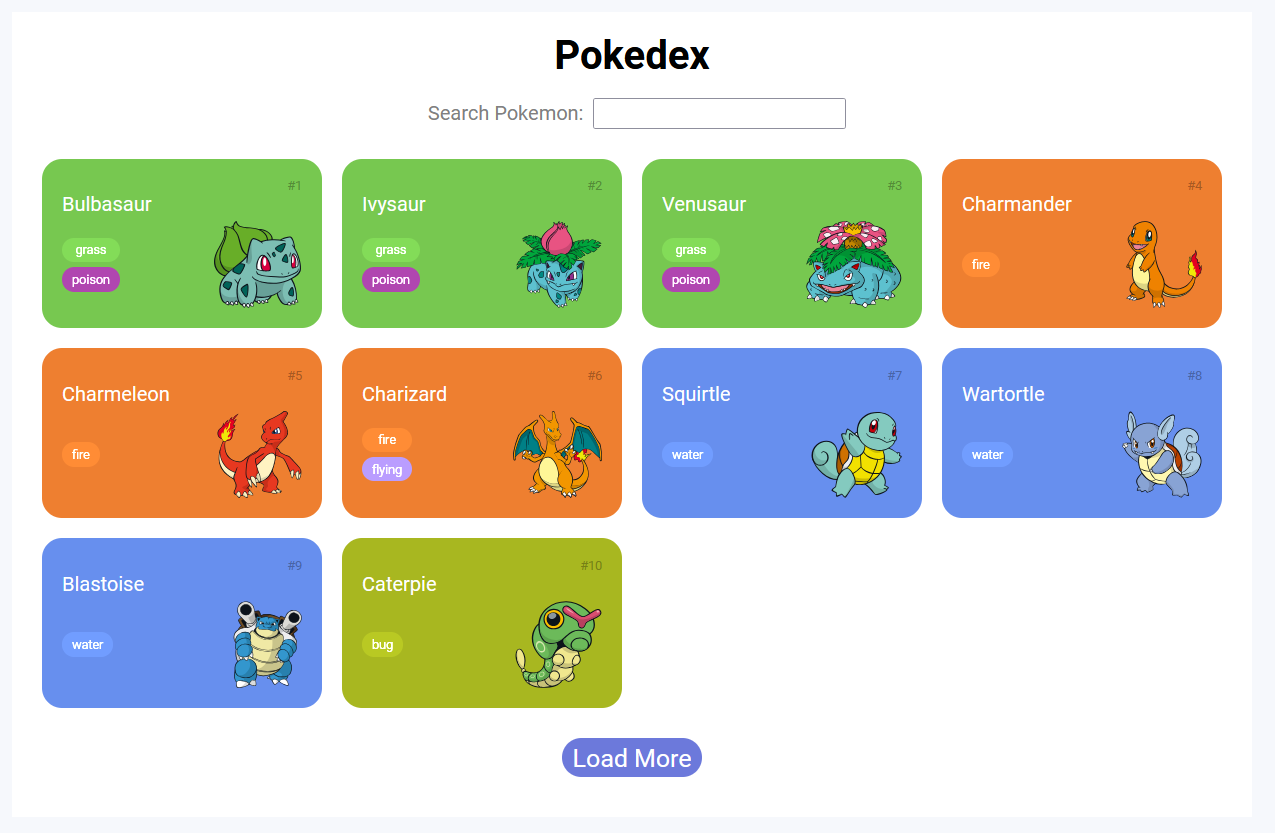 Pokedex
Search Pokemon:
#1
Bulbasaur
grass
poison
#2
Ivysaur
grass
poison
#3
Venusaur
grass
poison
#4
Charmander
fire
#5
Charmeleon
fire
#6
Charizard
fire
flying
#7
Squirtle
water
#8
Wartortle
water
#9
Blastoise
water
#10
Caterpie
bug
Load More